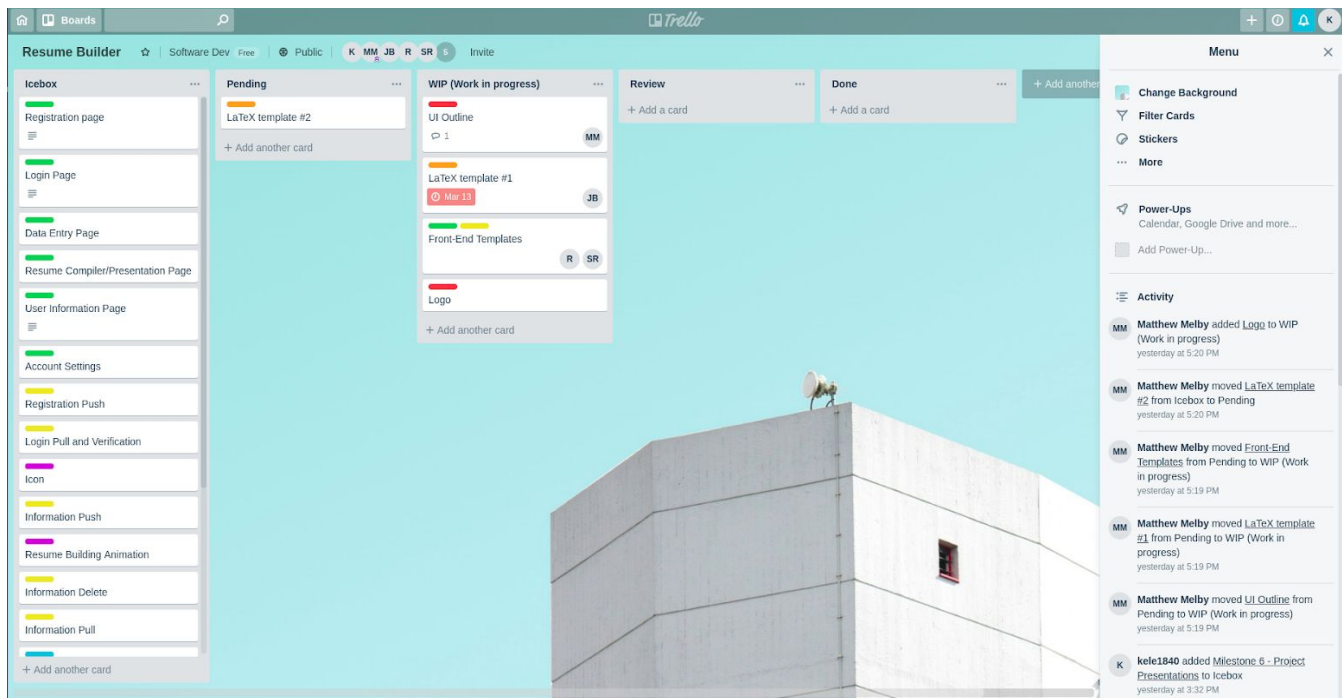 Boards
Trello
K
Resume Builder
Software Dev Free
Public
K MM JB R SR 5
Invite
Icebox
Registration page
Login Page
Data Entry Page
Resume Compiler/Presentation Page
User Information Page
Account Settings
Registration Push
Login Pull and Verification
Icon
Information Push
Resume Building Animation
Information Delete
Information Pull
+ Add another card
Pending
LaTeX template #2
+ Add another card
WIP (Work in progress)
UI Outline
1
MM
LaTeX template #1
Mar 13
JB
Front-End Templates
R SR
Logo
+ Add another card
Review
+ Add a card
Done
+ Add a card
+ Add another
Menu
Change Background
Filter Cards
Stickers
More
Power-Ups
Calendar, Google Drive and more...
Add Power-Up...
Activity
MM
Matthew Melby added Logo to WIP
(Work in progress)
yesterday at 5:20 PM
MM
Matthew Melby moved LaTeX template
#2 from Icebox to Pending
yesterday at 5:20 PM
MM
Matthew Melby moved Front-End
Templates from Pending to WIP (Work
in progress)
yesterday at 5:19 PM
MM
Matthew Melby moved LaTeX template
#1 from Pending to WIP (Work in
progress)
yesterday at 5:19 PM
MM
Matthew Melby moved UI Outline from
Pending to WIP (Work in progress)
yesterday at 5:19 PM
K
kele1840 added Milestone 6 - Project
Presentations to Icebox
yesterday at 3:32 PM